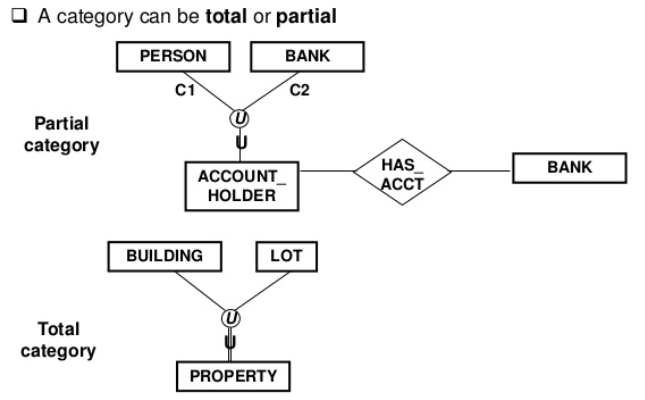 ❑ A category can be total or partial
PERSON
BANK
C1
C2
U
U
Partial
category
ACCOUNT_
HOLDER
HAS_
ACCT
BANK
BUILDING
LOT
U
U
Total
category
PROPERTY